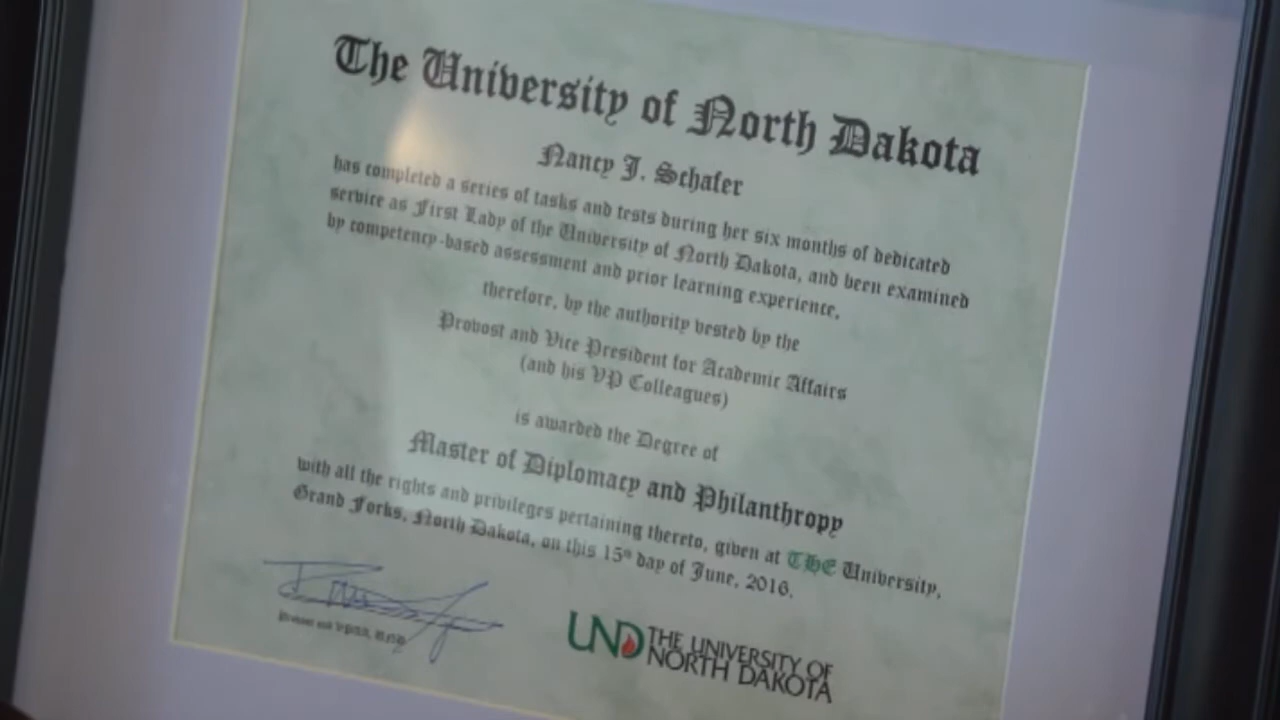 The University of North Dakota
Nancy J. Schafer
has completed a series of tasks and tests during her six months of dedicated
service as First Lady of the University of North Dakota, and been examined
by competency-based assessment and prior learning experience,
therefore, by the authority vested by the
Provost and Vice President for Academic Affairs
(and his VP Colleagues)
is awarded the Degree of
Master of Diplomacy and Philanthropy
with all the rights and privileges pertaining thereto, given at THE University,
Grand Forks, North Dakota, on this 15th day of June, 2016.
Provost and
UND THE UNIVERSITY OF
NORTH DAKOTA